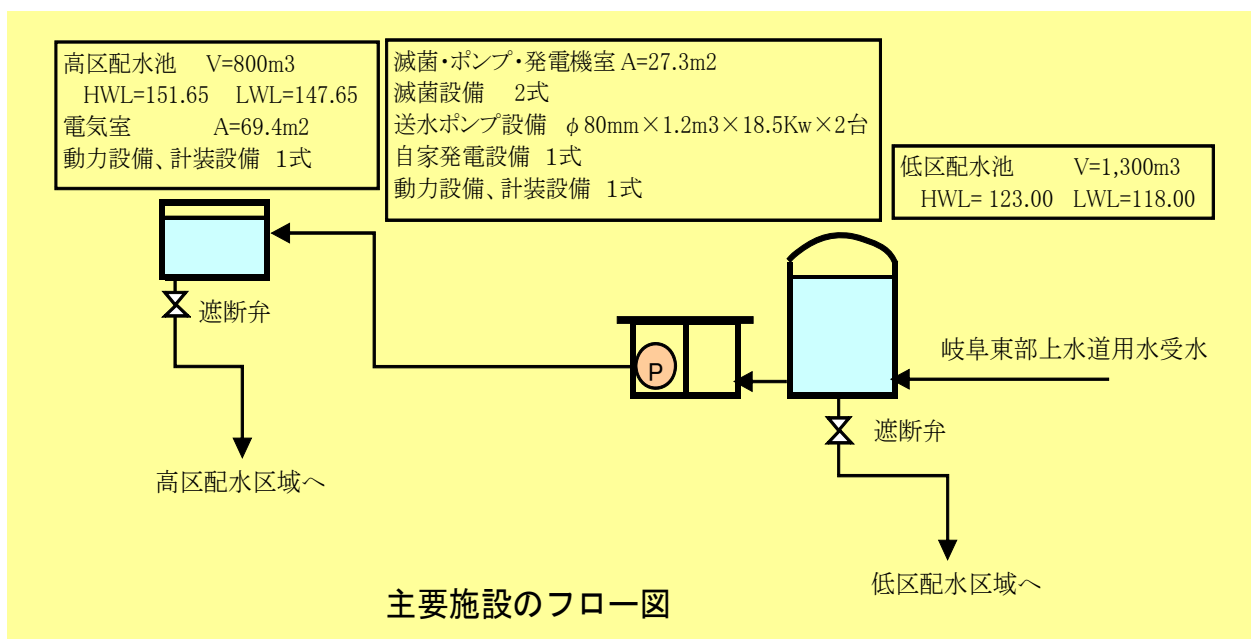 高区配水池 V=800m3
HWL=151.65 LWL=147.65
電気室 A=69.4m2
動力設備、計装設備 1式
滅菌・ポンプ・発電機室 A=27.3m2
滅菌設備 2式
送水ポンプ設備 φ80mm×1.2m3×18.5Kw×2台
自家発電設備 1式
動力設備、計装設備 1式
低区配水池 V=1,300m3
HWL= 123.00 LWL=118.00
遮断弁
P
岐阜東部上水道用水受水
遮断弁
高区配水区域へ
低区配水区域へ
主要施設のフロー図